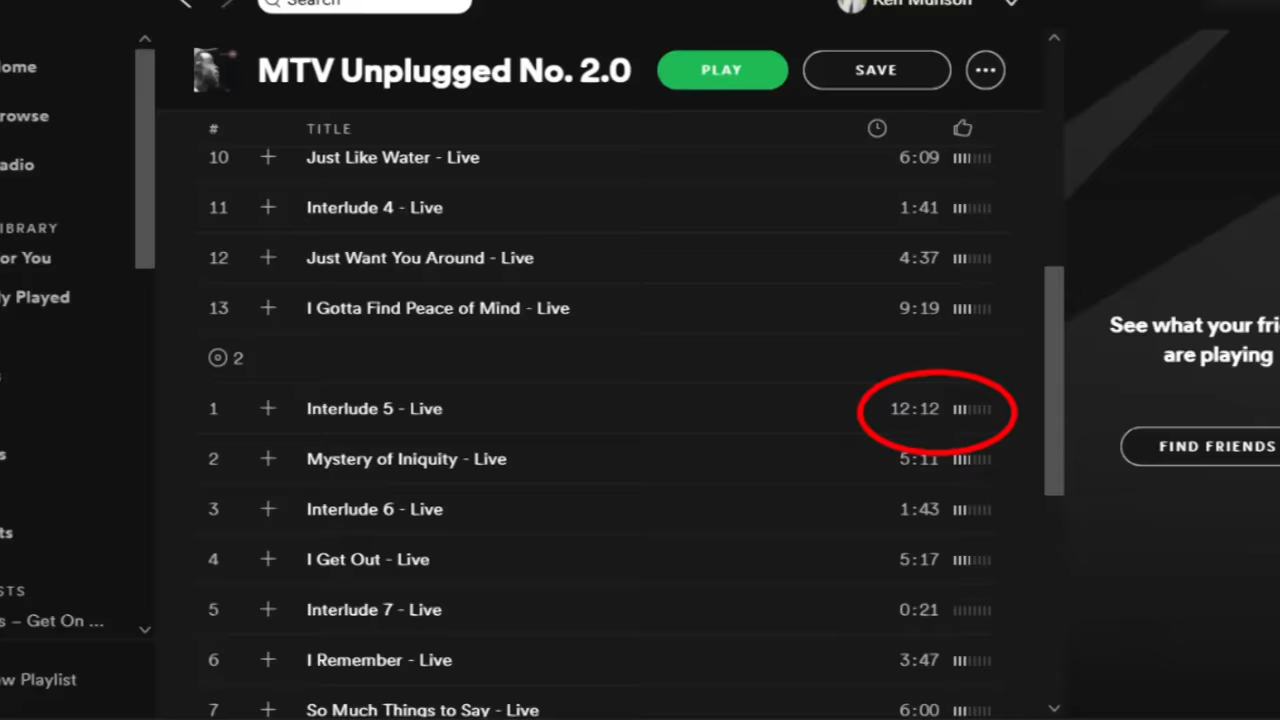 Search
Ken Munson
MTV Unplugged No. 2.0
PLAY
SAVE
# TITLE
10 + Just Like Water - Live 6:09
11 + Interlude 4 - Live 1:41
12 + Just Want You Around - Live 4:37
13 + I Gotta Find Peace of Mind - Live 9:19
2
1 + Interlude 5 - Live 12:12
2 + Mystery of Iniquity - Live 5:11
3 + Interlude 6 - Live 1:43
4 + I Get Out - Live 5:17
5 + Interlude 7 - Live 0:21
6 + I Remember - Live 3:47
7 + So Much Things to Say - Live 6:00
ome
rowse
adio
IBRARY
or You
y Played
s
s
ts
STS
s – Get On ...
w Playlist
See what your fri
are playing
FIND FRIENDS